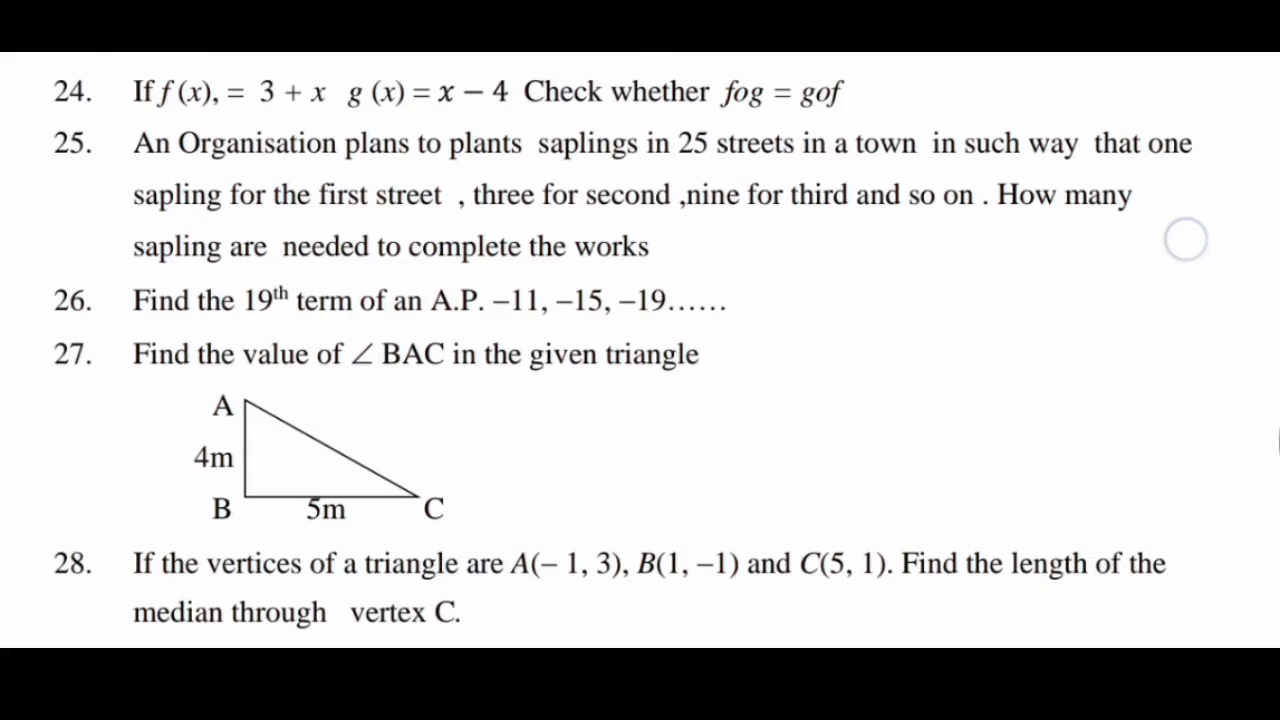 24. If f (x), = 3 + x g (x) = x – 4 Check whether fog = gof
25. An Organisation plans to plants saplings in 25 streets in a town in such way that one
sapling for the first street , three for second ,nine for third and so on . How many
sapling are needed to complete the works
26. Find the 19th term of an A.P. –11, –15, –19……
27. Find the value of ∠ BAC in the given triangle
A
4m
B 5m C
28. If the vertices of a triangle are A(– 1, 3), B(1, –1) and C(5, 1). Find the length of the
median through vertex C.